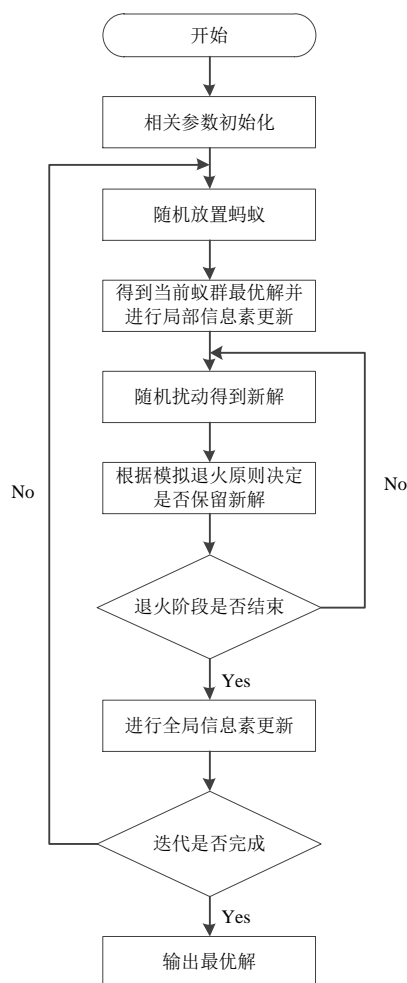 开始
相关参数初始化
随机放置蚂蚁
得到当前蚁群最优解并
进行局部信息素更新
随机扰动得到新解
根据模拟退火原则决定
是否保留新解
No
No
退火阶段是否结束
Yes
进行全局信息素更新
迭代是否完成
Yes
输出最优解